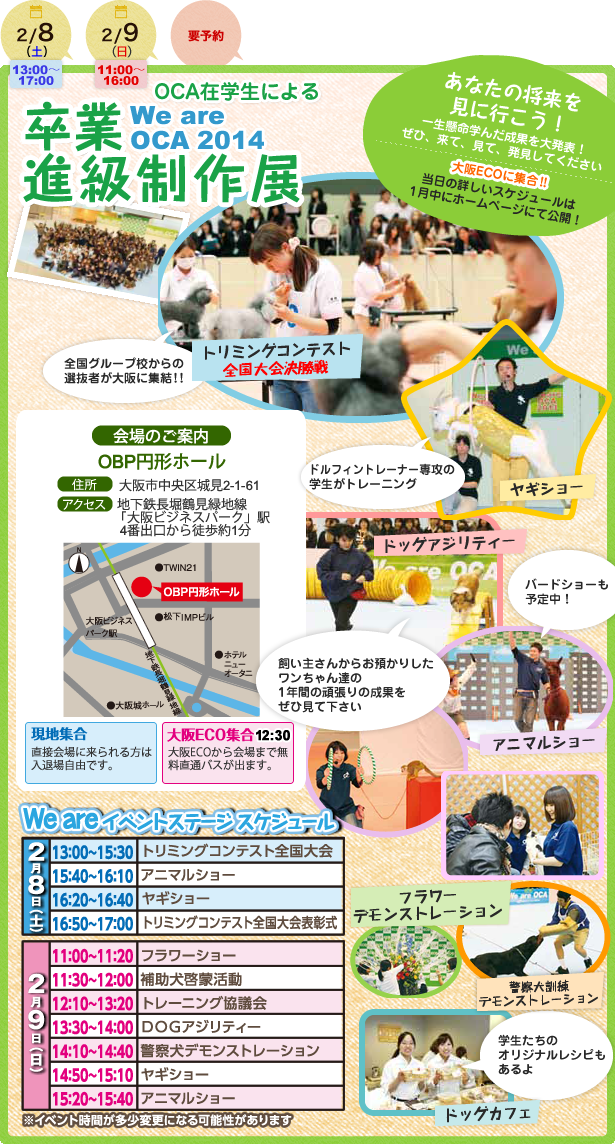 2/8
(土)
13:00～
17:00
2/9
(日)
11:00～
16:00
要予約
OCA在学生による
卒業
We are
OCA 2014
進級制作展
あなたの将来を
見に行こう！
一生懸命学んだ成果を大発表！
ぜひ、来て、見て、発見してください
大阪ECOに集合!!
当日の詳しいスケジュールは
1月中にホームページにて公開！
トリミングコンテスト
全国大会決勝戦
全国グループ校からの
選抜者が大阪に集結!!
We
ドルフィントレーナー専攻の
学生がトレーニング
ヤギショー
会場のご案内
OBP円形ホール
住所 大阪市中央区城見2-1-61
アクセス 地下鉄長堀鶴見緑地線
「大阪ビジネスパーク」駅
4番出口から徒歩約1分
N
●TWIN21
OBP円形ホール
大阪ビジネス
パーク駅
●松下IMPビル
●ホテル
ニュー
オータニ
地下鉄長堀鶴見緑地線
●大阪城ホール
現地集合
直接会場に来られる方は
入退場自由です。
大阪ECO集合12:30
大阪ECOから会場まで無
料直通バスが出ます。
ドッグアジリティー
We are OCA
バードショーも
予定中！
飼い主さんからお預かりした
ワンちゃん達の
1年間の頑張りの成果を
ぜひ見て下さい
アニマルショー
We are イベントステージ スケジュール
2月8日(土)
13:00~15:30 トリミングコンテスト全国大会
15:40~16:10 アニマルショー
16:20~16:40 ヤギショー
16:50~17:00 トリミングコンテスト全国大会表彰式
2月9日(日)
11:00~11:20 フラワーショー
11:30~12:00 補助犬啓蒙活動
12:10~13:20 トレーニング協議会
13:30~14:00 DOGアジリティー
14:10~14:40 警察犬デモンストレーション
14:50~15:10 ヤギショー
15:20~15:40 アニマルショー
※イベント時間が多少変更になる可能性があります
フラワー
デモンストレーション
We are OCA
警察犬訓練
デモンストレーション
学生たちの
オリジナルレシピも
あるよ
ドッグカフェ